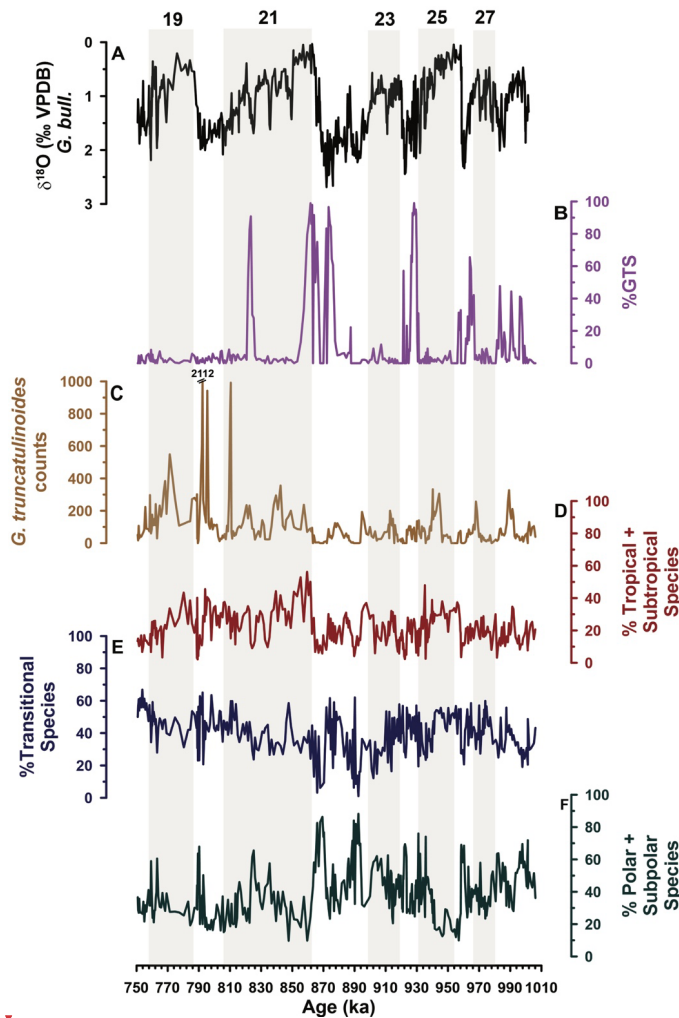 19 21 23 25 27
A
0
1
2
3
δ18O (‰ VPDB)
G. bull.
B
100
80
60
40
20
0
%GTS
2112
C
1000
800
600
400
200
0
G. truncatulinoides
counts
D
100
80
60
40
20
0
% Tropical +
Subtropical
Species
E
100
80
60
40
20
0
%Transitional
Species
F
100
80
60
40
20
0
% Polar +
Subpolar
Species
750 770 790 810 830 850 870 890 910 930 950 970 990 1010
Age (ka)